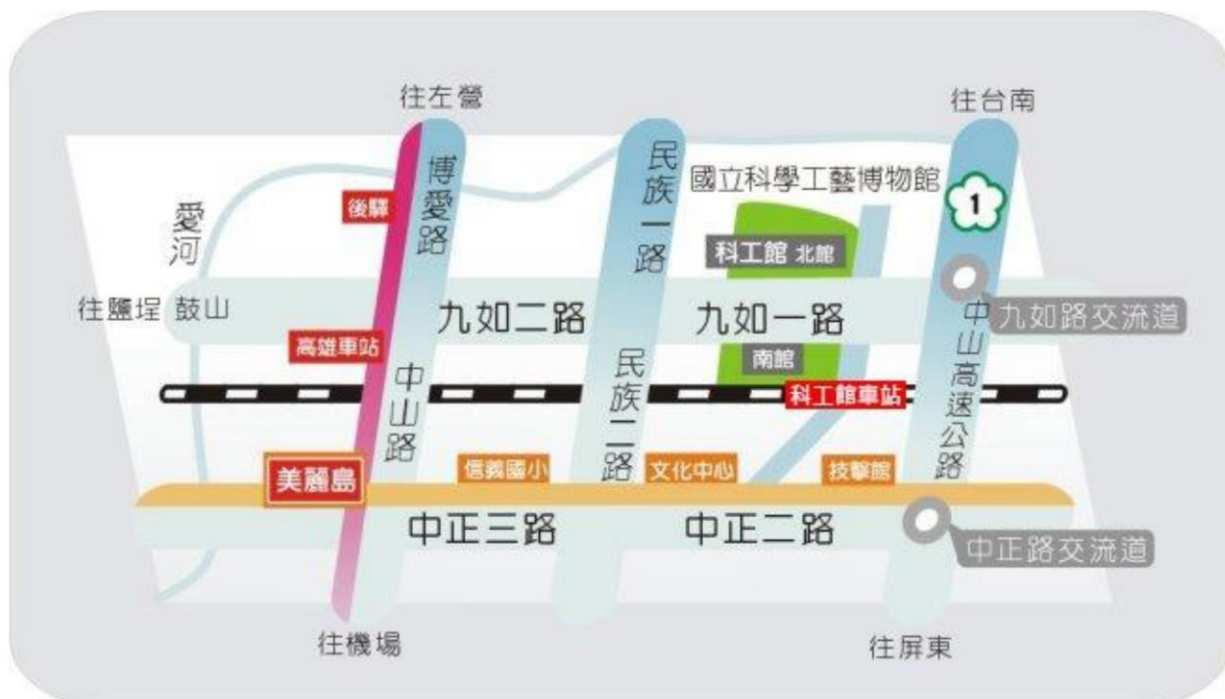 往左營
往台南
博愛路
民族一路
國立科學工藝博物館
1
後驛
愛河
科工館 北館
往鹽埕 鼓山
九如二路
九如一路
九如路交流道
高雄車站
南館
中山路
民族二路
中山高速公路
科工館車站
美麗島
信義國小
文化中心
技擊館
中正三路
中正二路
中正路交流道
往機場
往屏東